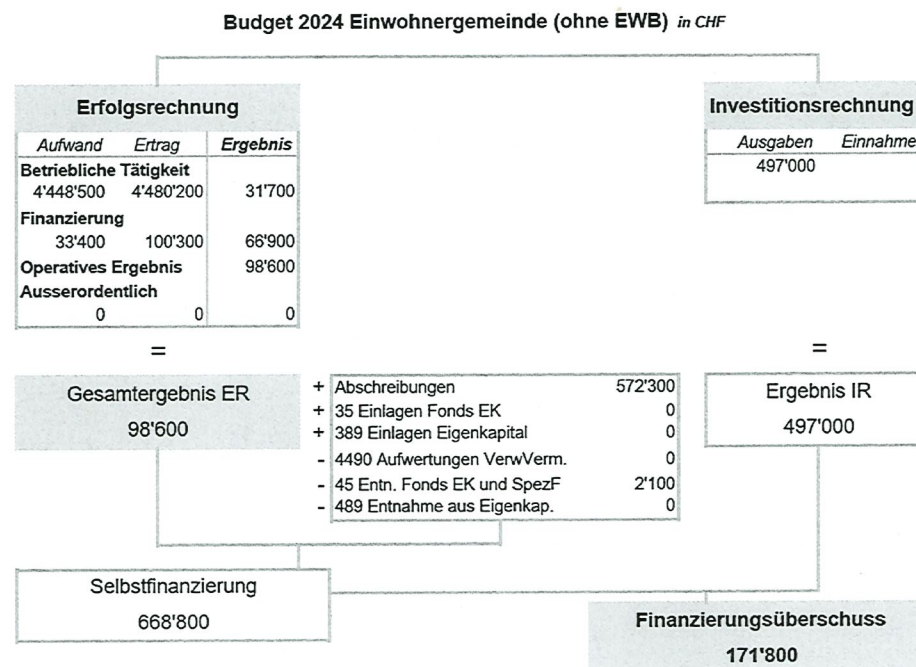 Budget 2024 Einwohnergemeinde (ohne EWB) in CHF
Erfolgsrechnung
Aufwand Ertrag Ergebnis
Betriebliche Tätigkeit
4'448'500 4'480'200 31'700
Finanzierung
33'400 100'300 66'900
Operatives Ergebnis 98'600
Ausserordentlich
0 0 0
=
Gesamtergebnis ER
98'600
+ Abschreibungen 572'300
+ 35 Einlagen Fonds EK 0
+ 389 Einlagen Eigenkapital 0
- 4490 Aufwertungen VerwVerm. 0
- 45 Entn. Fonds EK und SpezF 2'100
- 489 Entnahme aus Eigenkap. 0
Investitionsrechnung
Ausgaben Einnahme
497'000
=
Ergebnis IR
497'000
Selbstfinanzierung
668'800
Finanzierungsüberschuss
171'800